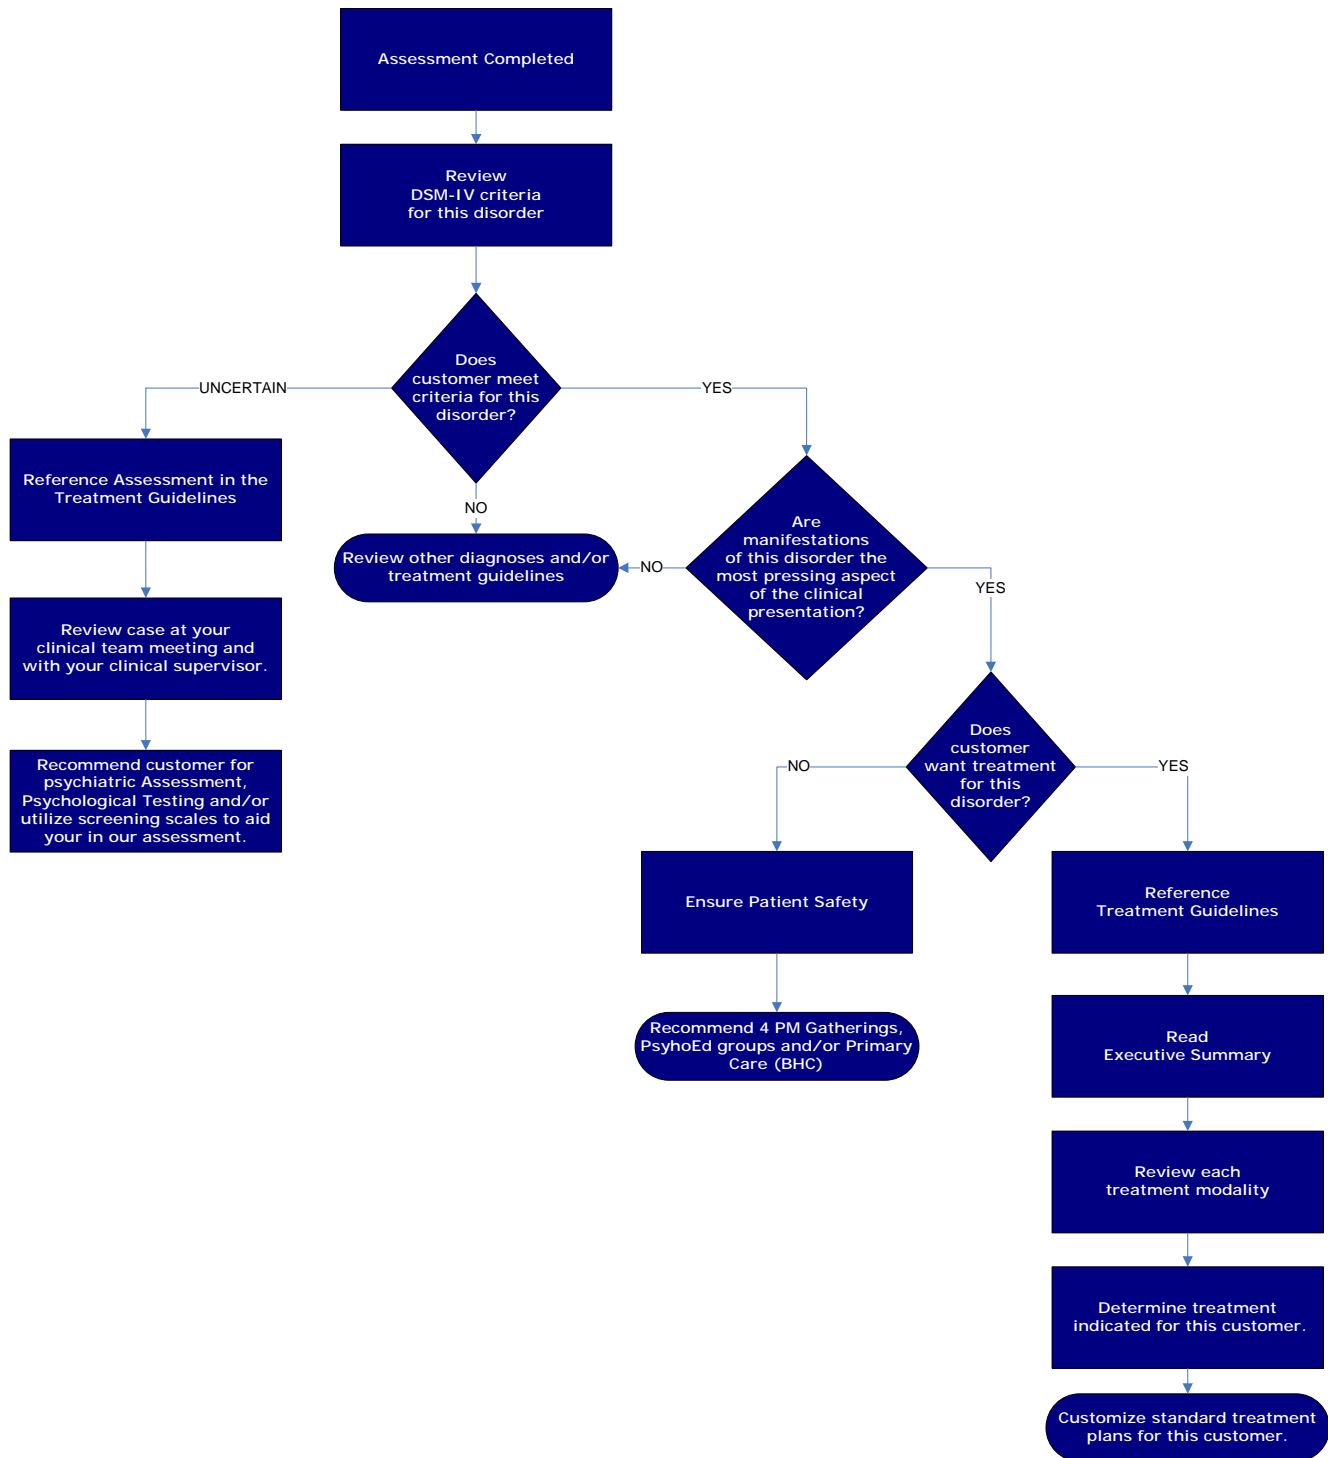 Assessment Completed
Review
DSM-IV criteria
for this disorder
Does
customer meet
criteria for this
disorder?
UNCERTAIN
YES
NO
Reference Assessment in the
Treatment Guidelines
Review other diagnoses and/or
treatment guidelines
NO
Are
manifestations
of this disorder the
most pressing aspect
of the clinical
presentation?
YES
Review case at your
clinical team meeting and
with your clinical supervisor.
Recommend customer for
psychiatric Assessment,
Psychological Testing and/or
utilize screening scales to aid
your in our assessment.
Does
customer
want treatment
for this
disorder?
NO
YES
Ensure Patient Safety
Reference
Treatment Guidelines
Recommend 4 PM Gatherings,
PsyhoEd groups and/or Primary
Care (BHC)
Read
Executive Summary
Review each
treatment modality
Determine treatment
indicated for this customer.
Customize standard treatment
plans for this customer.